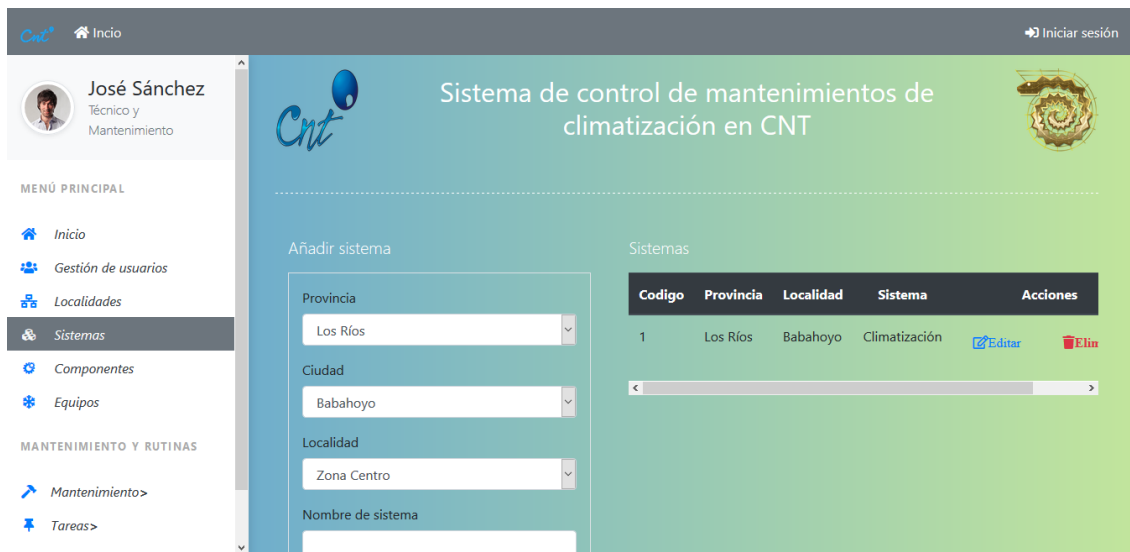 Cnt Incio
Iniciar sesión
José Sánchez
Técnico y
Mantenimiento
MENÚ PRINCIPAL
Inicio
Gestión de usuarios
Localidades
Sistemas
Componentes
Equipos
MANTENIMIENTO Y RUTINAS
Mantenimiento>
Tareas>
Cnt
Sistema de control de mantenimientos de
climatización en CNT
Añadir sistema
Provincia
Los Ríos
Ciudad
Babahoyo
Localidad
Zona Centro
Nombre de sistema
Sistemas
Codigo Provincia Localidad Sistema Acciones
1 Los Ríos Babahoyo Climatización Editar Elim